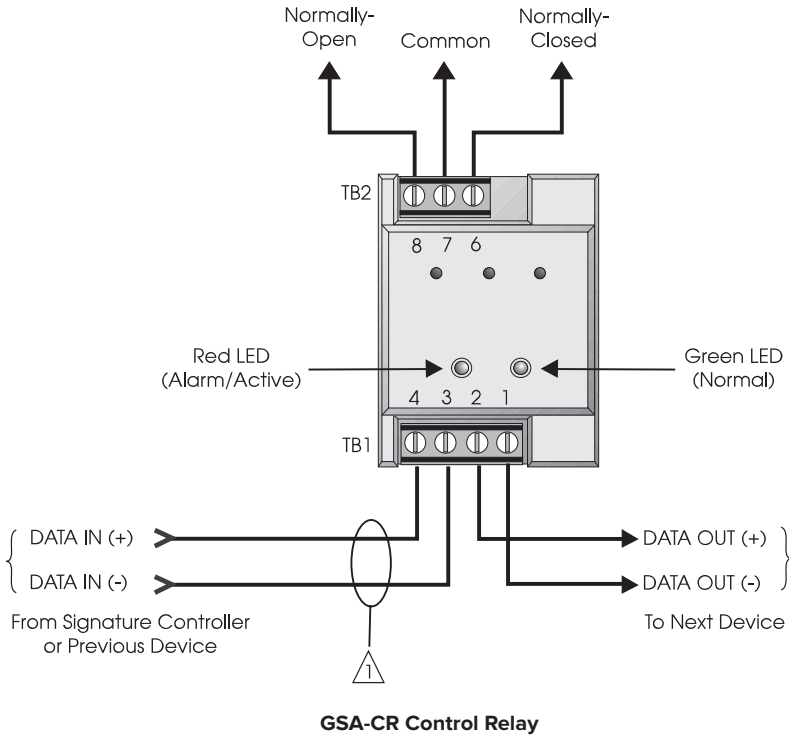 Normally-
Open
Common
Normally-
Closed
TB2
8 7 6
Red LED
(Alarm/Active)
Green LED
(Normal)
4 3 2 1
TB1
DATA IN (+)
DATA OUT (+)
DATA IN (-)
DATA OUT (-)
From Signature Controller
or Previous Device
To Next Device
1
GSA-CR Control Relay